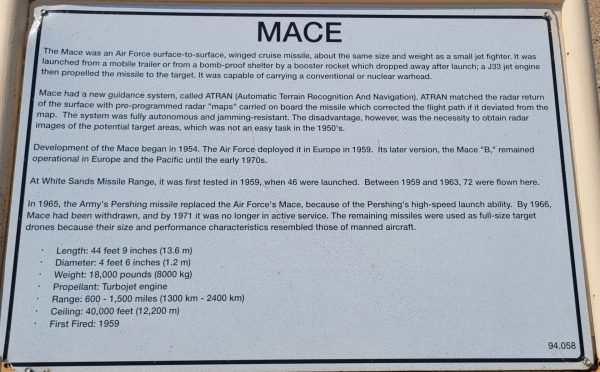 MACE
The Mace was an Air Force surface-to-surface, winged cruise missile, about the same size and weight as a small jet fighter. It was
launched from a mobile trailer or from a bomb-proof shelter by a booster rocket which dropped away after launch; a J33 jet engine
then propelled the missile to the target. It was capable of carrying a conventional or nuclear warhead.
Mace had a new guidance system, called ATRAN (Automatic Terrain Recognition And Navigation). ATRAN matched the radar return
of the surface with pre-programmed radar "maps" carried on board the missile which corrected the flight path if it deviated from the
map. The system was fully autonomous and jamming-resistant. The disadvantage, however, was the necessity to obtain radar
images of the potential target areas, which was not an easy task in the 1950's.
Development of the Mace began in 1954. The Air Force deployed it in Europe in 1959. Its later version, the Mace "B," remained
operational in Europe and the Pacific until the early 1970s.
At White Sands Missile Range, it was first tested in 1959, when 46 were launched. Between 1959 and 1963, 72 were flown here.
In 1965, the Army's Pershing missile replaced the Air Force's Mace, because of the Pershing's high-speed launch ability. By 1966,
Mace had been withdrawn, and by 1971 it was no longer in active service. The remaining missiles were used as full-size target
drones because their size and performance characteristics resembled those of manned aircraft.
· Length: 44 feet 9 inches (13.6 m)
· Diameter: 4 feet 6 inches (1.2 m)
· Weight: 18,000 pounds (8000 kg)
· Propellant: Turbojet engine
· Range: 600 - 1,500 miles (1300 km - 2400 km)
· Ceiling: 40,000 feet (12,200 m)
· First Fired: 1959
94.058